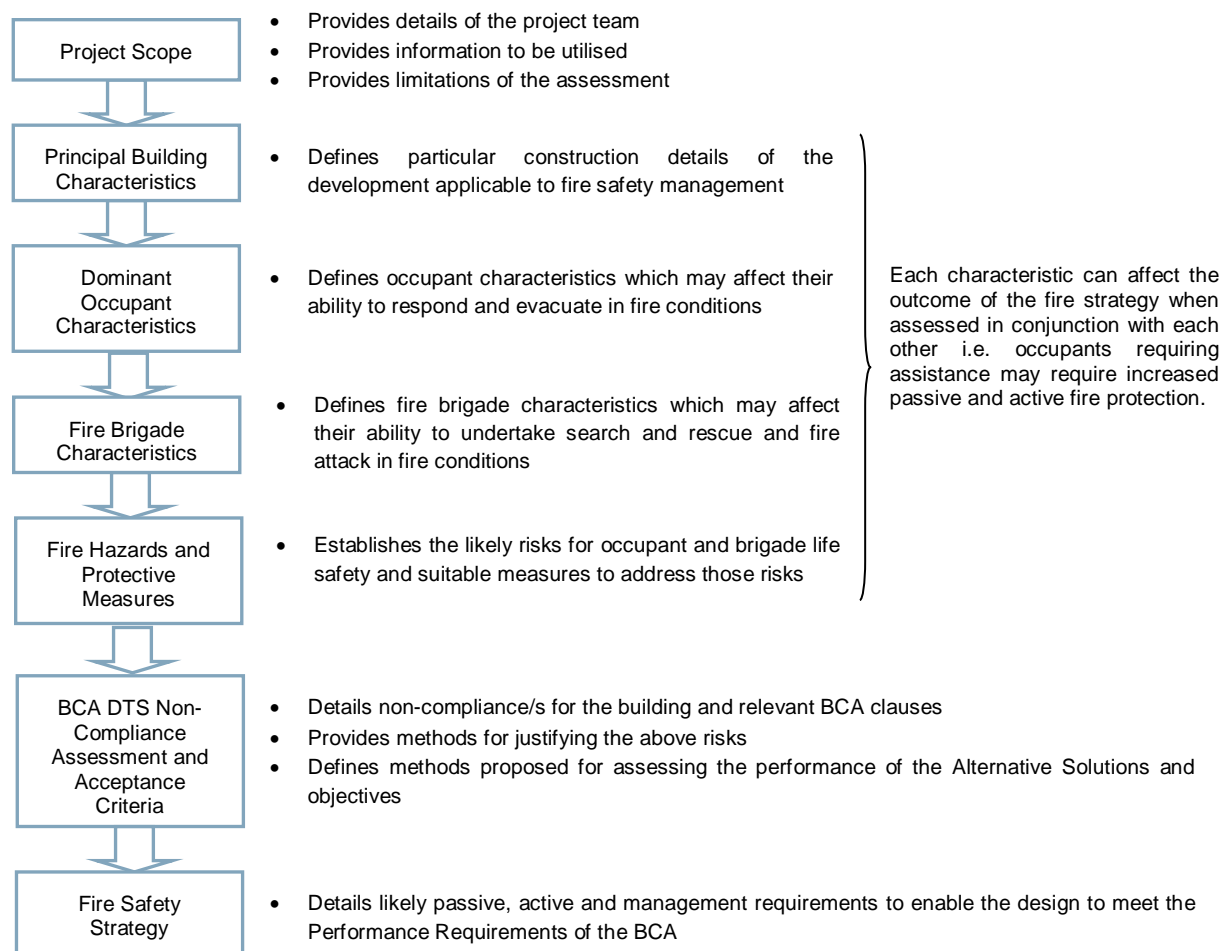 Project Scope
• Provides details of the project team
• Provides information to be utilised
• Provides limitations of the assessment
Principal Building
Characteristics
• Defines particular construction details of the
development applicable to fire safety management
Dominant
Occupant
Characteristics
• Defines occupant characteristics which may affect their
ability to respond and evacuate in fire conditions
Each characteristic can affect the
outcome of the fire strategy when
assessed in conjunction with each
other i.e. occupants requiring
assistance may require increased
passive and active fire protection.
Fire Brigade
Characteristics
• Defines fire brigade characteristics which may affect
their ability to undertake search and rescue and fire
attack in fire conditions
Fire Hazards and
Protective
Measures
• Establishes the likely risks for occupant and brigade life
safety and suitable measures to address those risks
BCA DTS Non-
Compliance
Assessment and
Acceptance
Criteria
• Details non-compliance/s for the building and relevant BCA clauses
• Provides methods for justifying the above risks
• Defines methods proposed for assessing the performance of the Alternative Solutions and
objectives
Fire Safety
Strategy
• Details likely passive, active and management requirements to enable the design to meet the
Performance Requirements of the BCA